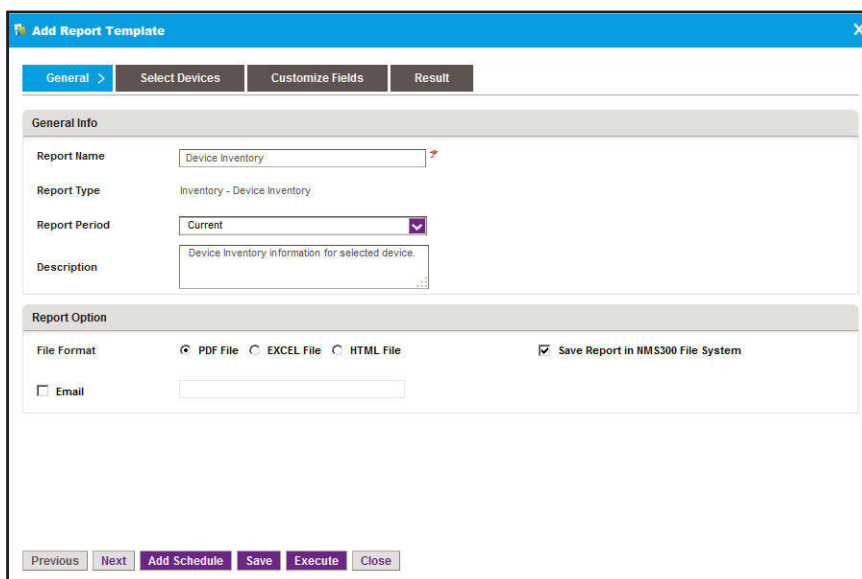 Add Report Template X
General > Select Devices Customize Fields Result
General Info
Report Name Device Inventory
Report Type Inventory - Device Inventory
Report Period Current
Description Device Inventory information for selected device.
Report Option
File Format PDF File EXCEL File HTML File Save Report in NMS300 File System
Email
Previous Next Add Schedule Save Execute Close